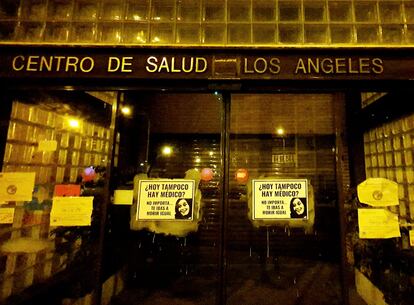 CENTRO DE SALUD LOS ANGELES
¿HOY TAMPOCO
HAY MÉDICO?
NO IMPORTA...
TE IBAS A
MORIR IGUAL
¿HOY TAMPOCO
HAY MÉDICO?
NO IMPORTA...
TE IBAS A
MORIR IGUAL